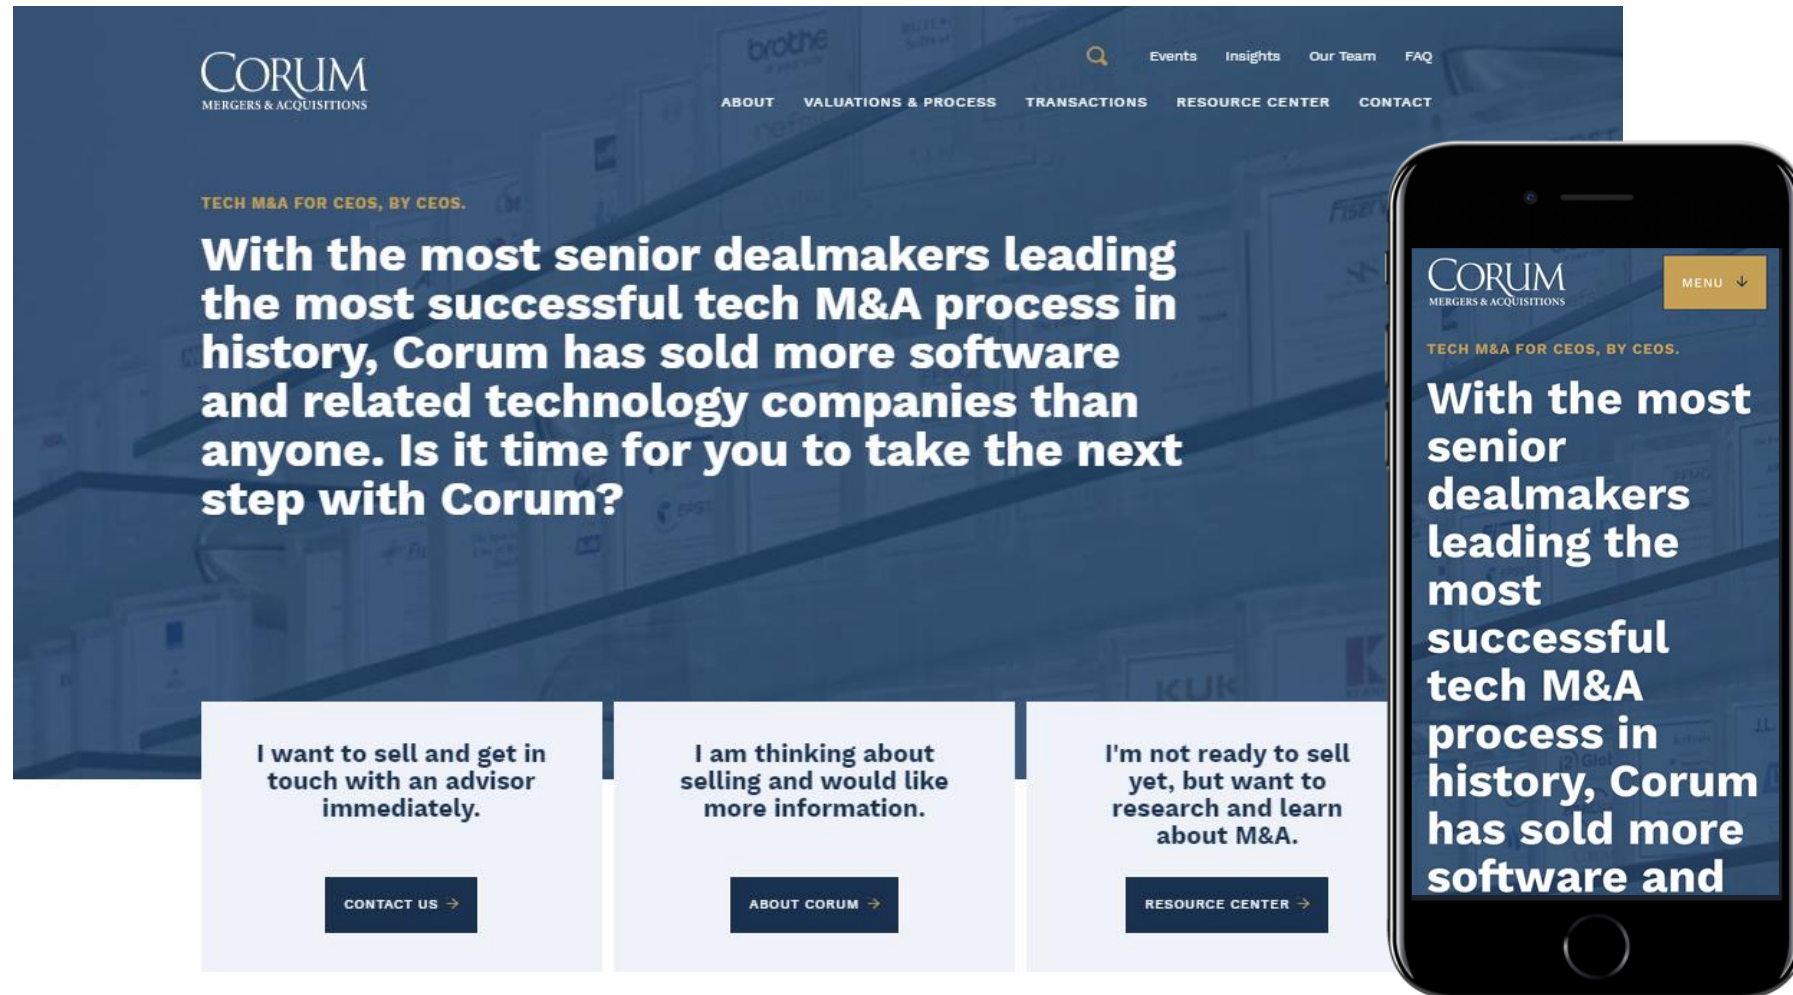 CORUM
MERGERS & ACQUISITIONS
Events Insights Our Team FAQ
ABOUT VALUATIONS & PROCESS TRANSACTIONS RESOURCE CENTER CONTACT
TECH M&A FOR CEOS, BY CEOS.
With the most senior dealmakers leading
the most successful tech M&A process in
history, Corum has sold more software
and related technology companies than
anyone. Is it time for you to take the next
step with Corum?
brothe
KUK
I want to sell and get in
touch with an advisor
immediately.
CONTACT US →
I am thinking about
selling and would like
more information.
ABOUT CORUM →
I'm not ready to sell
yet, but want to
research and learn
about M&A.
RESOURCE CENTER →
CORUM
MERGERS & ACQUISITIONS
MENU ↓
TECH M&A FOR CEOS, BY CEOS.
With the most
senior
dealmakers
leading the
most
successful
tech M&A
process in
history, Corum
has sold more
software and